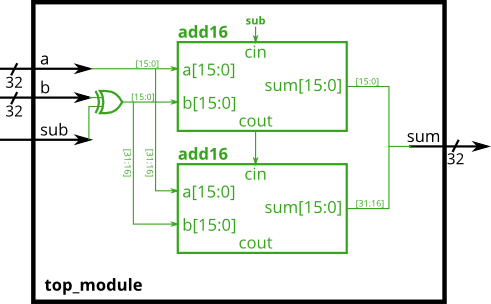 sub
add16
cin
a
[15:0]
a[15:0]
32
sum[15:0]
[15:0]
b
[15:0]
b[15:0]
32
cout
sub
sum
32
[31:16]
[31:16]
add16
cin
a[15:0]
sum[15:0]
[31:16]
b[15:0]
cout
top_module